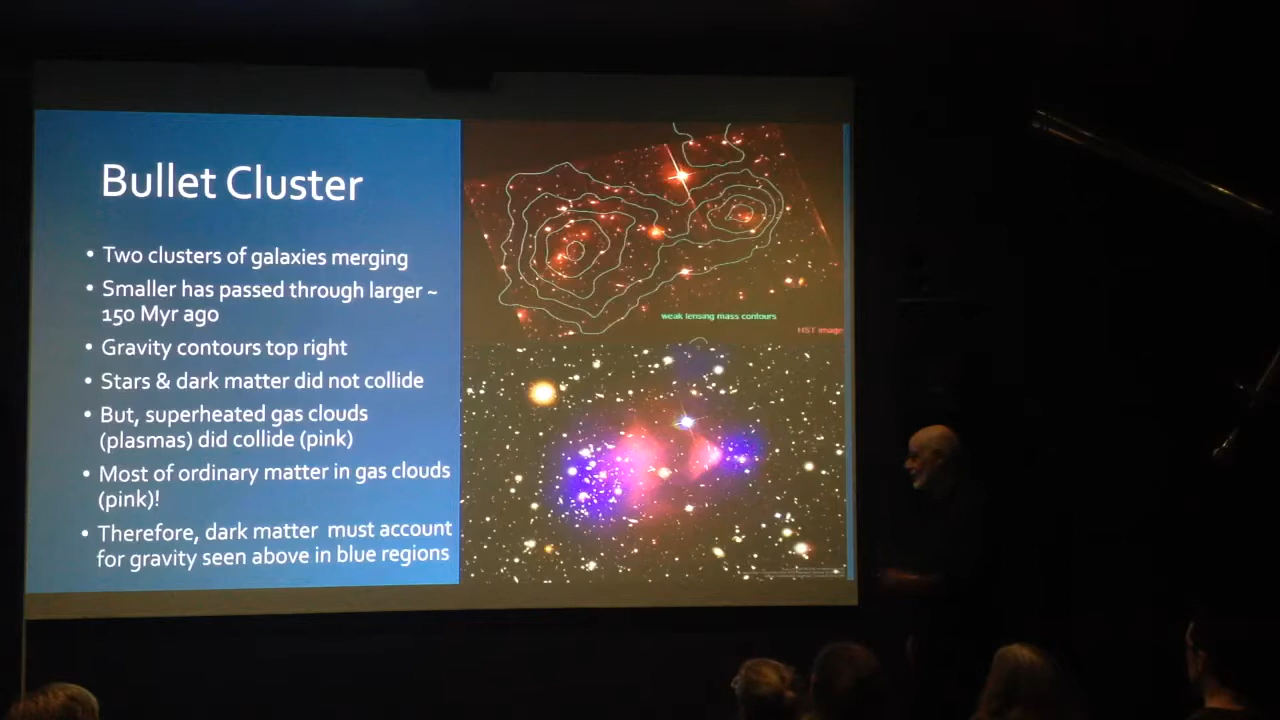 Bullet Cluster
• Two clusters of galaxies merging
• Smaller has passed through larger ~
150 Myr ago
• Gravity contours top right
• Stars & dark matter did not collide
• But, superheated gas clouds
(plasmas) did collide (pink)
• Most of ordinary matter in gas clouds
(pink)!
• Therefore, dark matter must account
for gravity seen above in blue regions
weak lensing mass contours
HST image